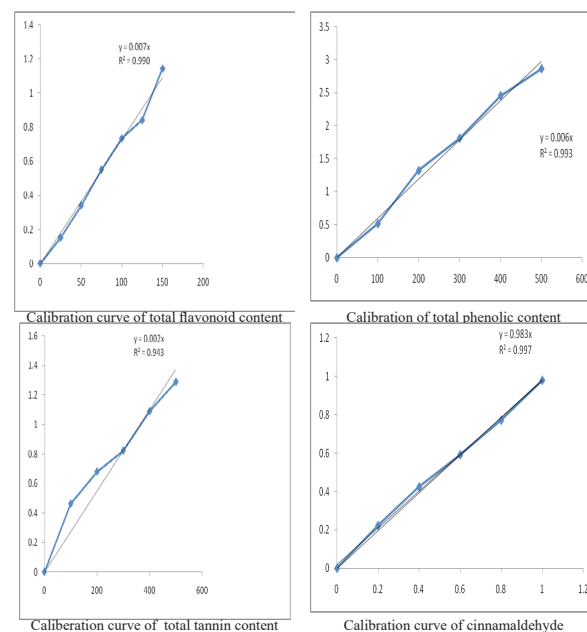 1.4
1.2
1
0.8
0.6
0.4
0.2
0
y = 0.007x
R² = 0.990
0 50 100 150 200
Calibration curve of total flavonoid content
3.5
3
2.5
2
1.5
1
0.5
0
y = 0.006x
R² = 0.993
0 100 200 300 400 500 600
Calibration of total phenolic content
1.6
1.4
1.2
1
0.8
0.6
0.4
0.2
0
y = 0.002x
R² = 0.943
0 200 400 600
Caliberation curve of total tannin content
1.2
1
0.8
0.6
0.4
0.2
0
y = 0.983x
R² = 0.997
0 0.2 0.4 0.6 0.8 1 1.2
Calibration curve of cinnamaldehyde